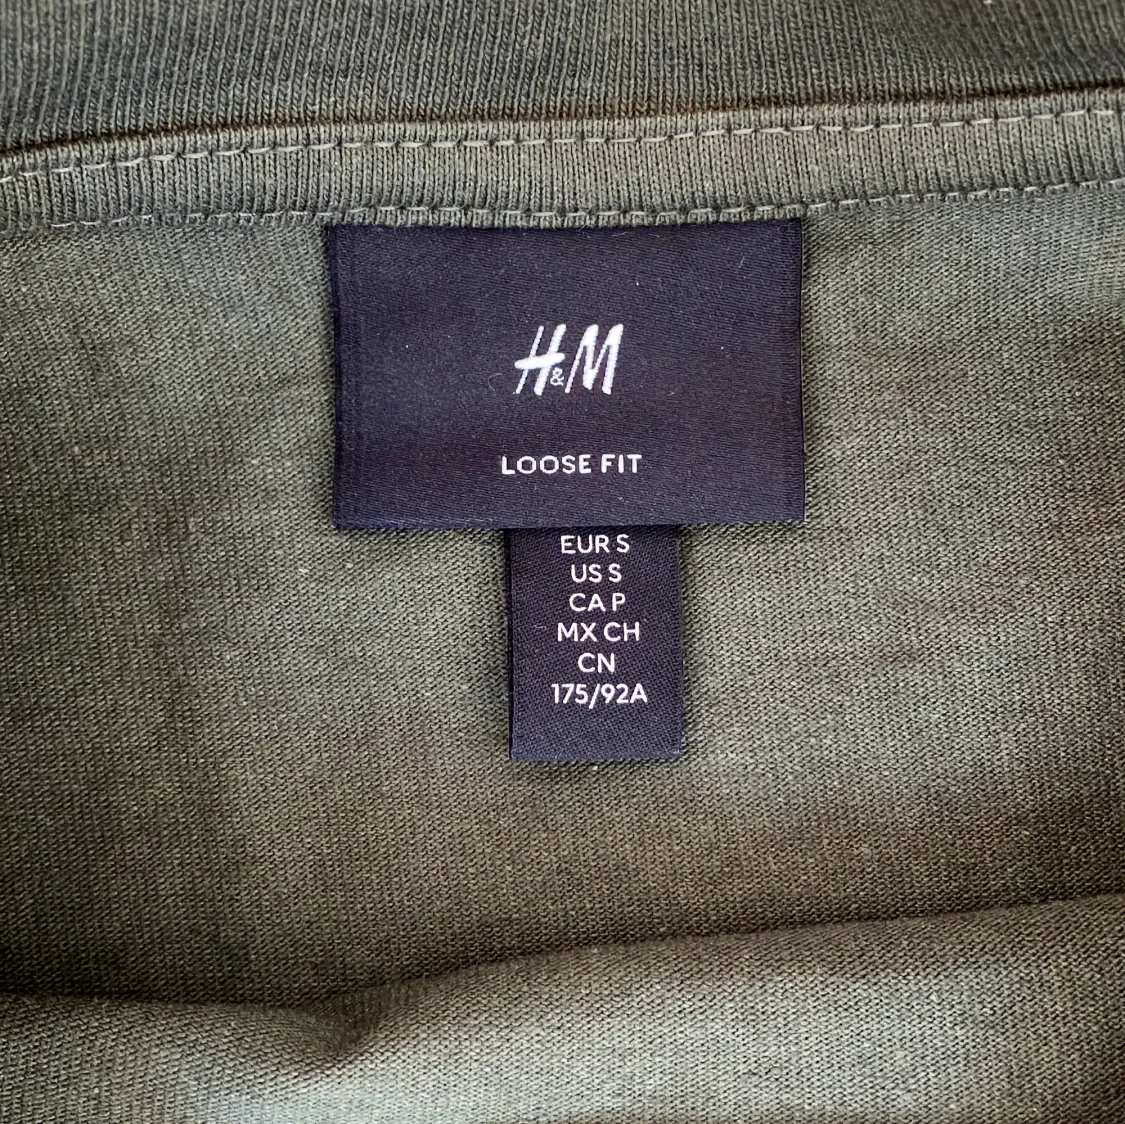 H&M
LOOSE FIT
EUR S
US S
CA P
MX CH
CN
175/92A